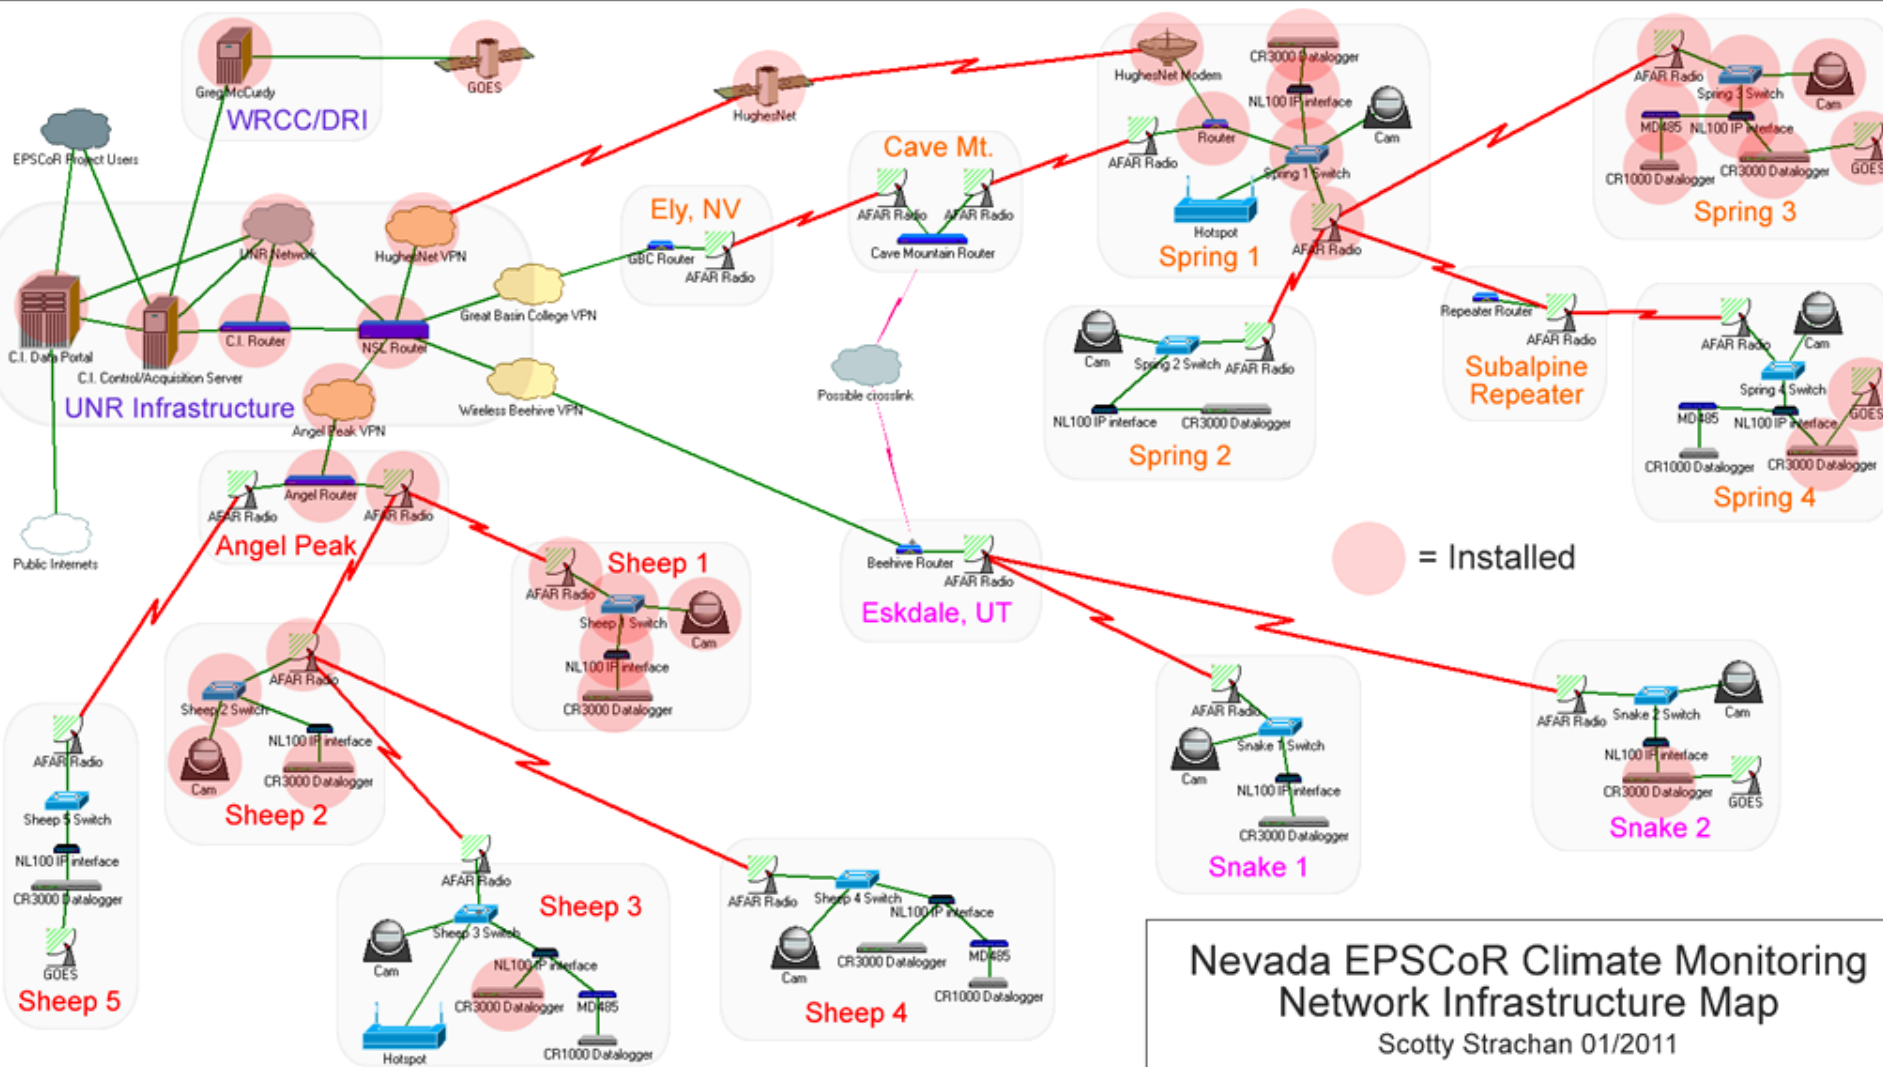 Greg McCurdy
WRCC/DRI
GOES
EPSCoR Project Users
HughesNet
UNR Network
HughesNet VPN
Great Basin College VPN
C.I. Data Portal
C.I. Control/Acquisition Server
C.I. Router
NSL Router
UNR Infrastructure
Wireless Beehive VPN
Angel Peak VPN
Public Internets
Ely, NV
GBC Router
AFAR Radio
Cave Mt.
AFAR Radio
AFAR Radio
Cave Mountain Router
Possible crosslink
HughesNet Modem
CR3000 Datalogger
NL100 IP interface
Cam
AFAR Radio
Router
Spring 1 Switch
Hotspot
AFAR Radio
Spring 1
AFAR Radio
Spring 3 Switch
Cam
MD485
NL100 IP interface
CR1000 Datalogger
CR3000 Datalogger
GOES
Spring 3
Cam
Spring 2 Switch
AFAR Radio
NL100 IP interface
CR3000 Datalogger
Spring 2
Repeater Router
AFAR Radio
Subalpine
Repeater
AFAR Radio
Cam
Spring 4 Switch
GOES
MD485
NL100 IP interface
CR1000 Datalogger
CR3000 Datalogger
Spring 4
= Installed
AFAR Radio
Angel Router
AFAR Radio
Angel Peak
AFAR Radio
Sheep 1
Sheep 1 Switch
Cam
NL100 IP interface
CR3000 Datalogger
Beehive Router
AFAR Radio
Eskdale, UT
AFAR Radio
Sheep 2 Switch
NL100 IP interface
Cam
CR3000 Datalogger
Sheep 2
AFAR Radio
Sheep 5 Switch
NL100 IP interface
CR3000 Datalogger
GOES
Sheep 5
AFAR Radio
Sheep 3
Sheep 3 Switch
Cam
NL100 IP interface
CR3000 Datalogger
MD485
Hotspot
CR1000 Datalogger
AFAR Radio
Sheep 4 Switch
NL100 IP interface
Cam
CR3000 Datalogger
MD485
CR1000 Datalogger
Sheep 4
AFAR Radio
Snake 1 Switch
Cam
NL100 IP interface
CR3000 Datalogger
Snake 1
AFAR Radio
Snake 2 Switch
Cam
NL100 IP interface
CR3000 Datalogger
GOES
Snake 2
Nevada EPSCoR Climate Monitoring
Network Infrastructure Map
Scotty Strachan 01/2011